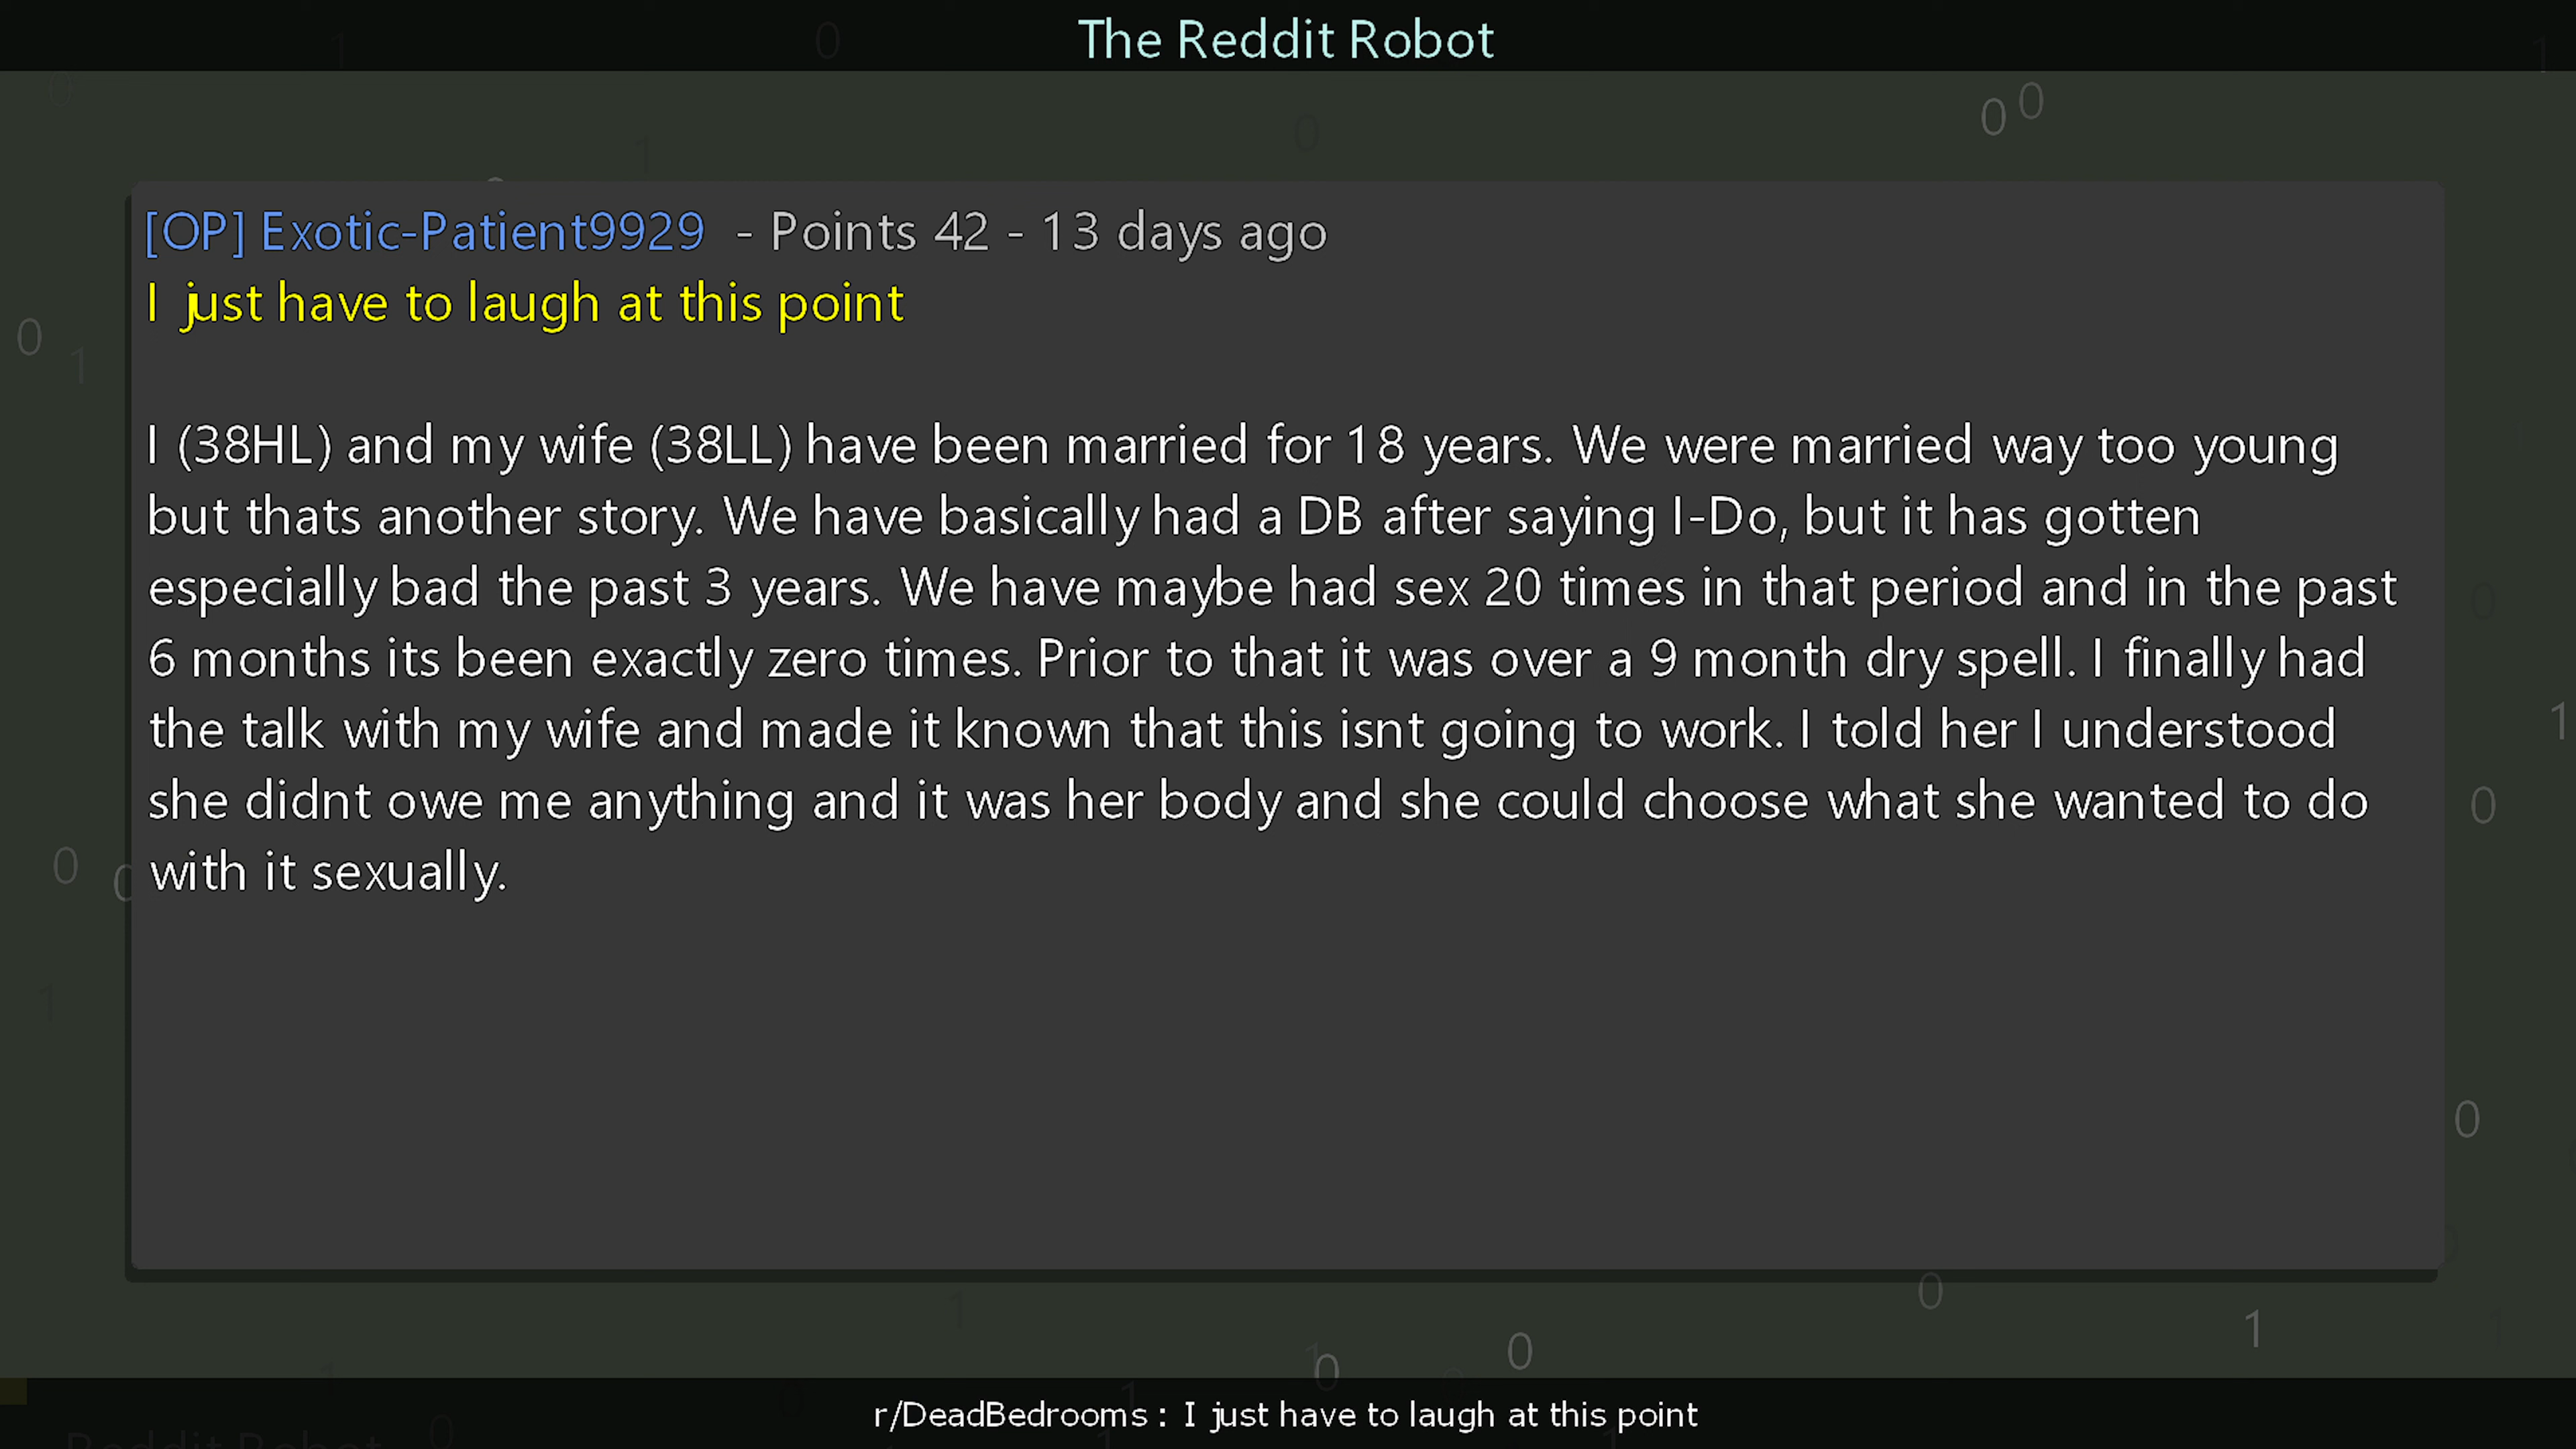 The Reddit Robot
[OP] Exotic-Patient9929 - Points 42 - 13 days ago
I just have to laugh at this point
I (38HL) and my wife (38LL) have been married for 18 years. We were married way too young
but thats another story. We have basically had a DB after saying I-Do, but it has gotten
especially bad the past 3 years. We have maybe had sex 20 times in that period and in the past
6 months its been exactly zero times. Prior to that it was over a 9 month dry spell. I finally had
the talk with my wife and made it known that this isnt going to work. I told her I understood
she didnt owe me anything and it was her body and she could choose what she wanted to do
with it sexually.
r/DeadBedrooms : I just have to laugh at this point
Reddit Robot